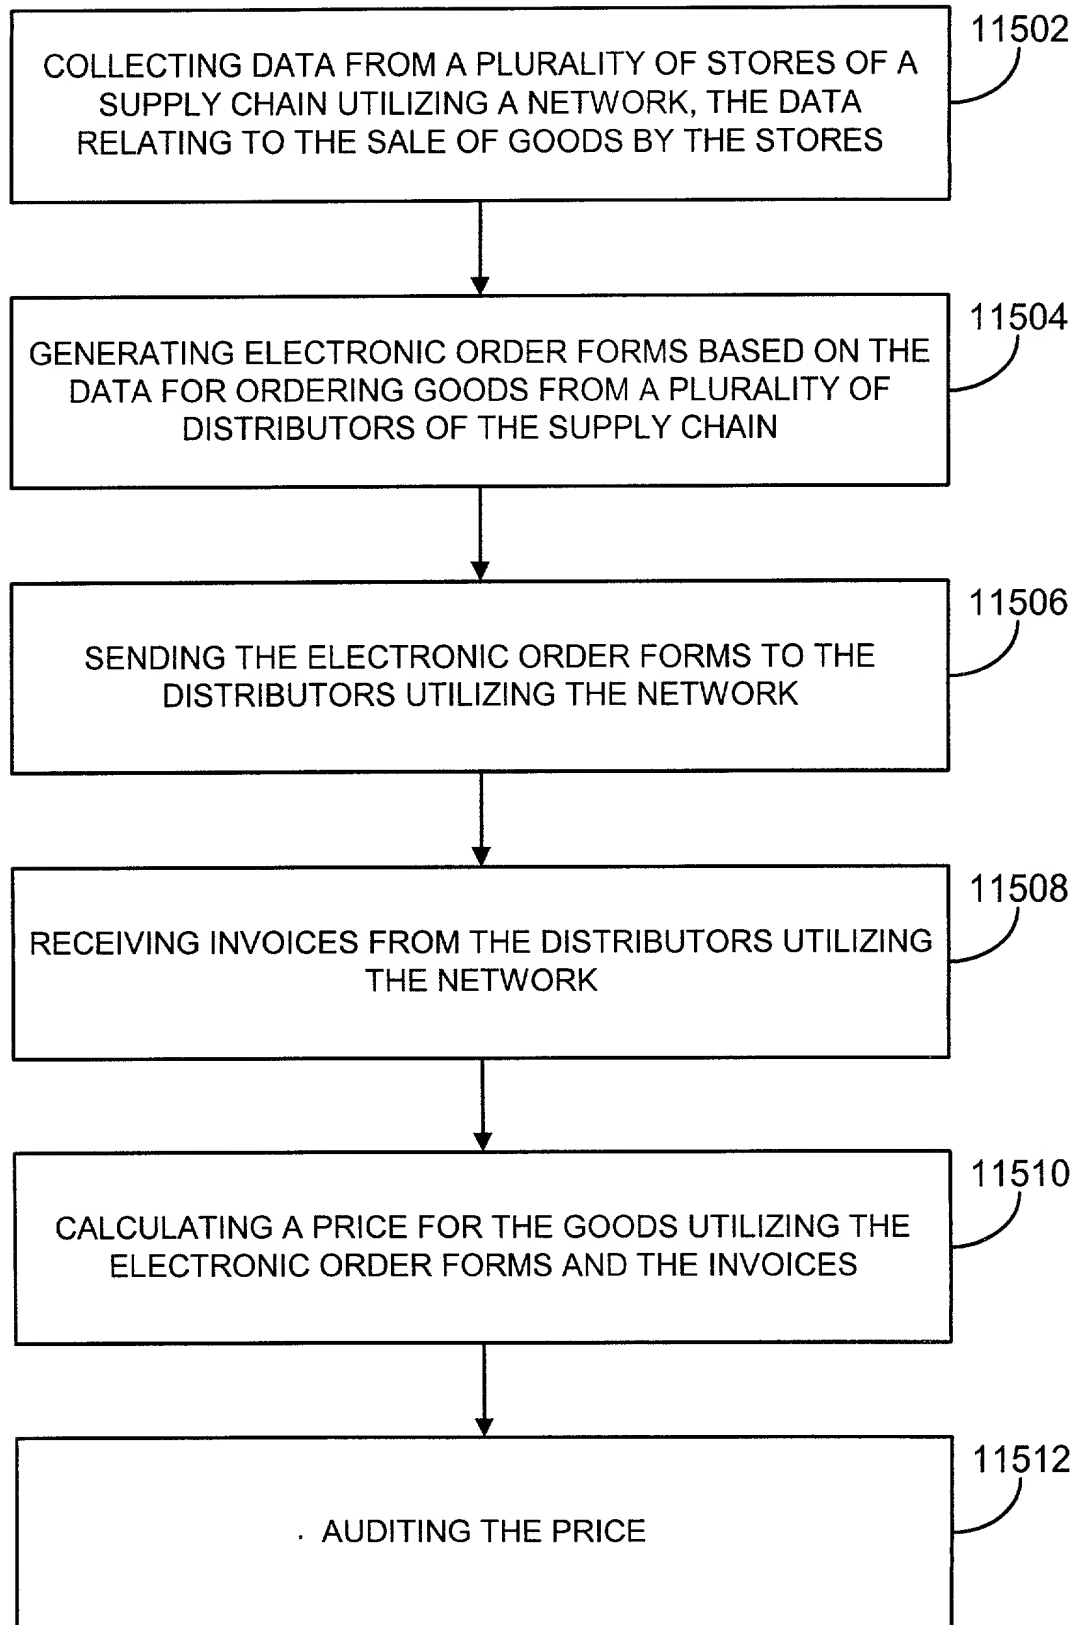 11502
COLLECTING DATA FROM A PLURALITY OF STORES OF A
SUPPLY CHAIN UTILIZING A NETWORK, THE DATA
RELATING TO THE SALE OF GOODS BY THE STORES
11504
GENERATING ELECTRONIC ORDER FORMS BASED ON THE
DATA FOR ORDERING GOODS FROM A PLURALITY OF
DISTRIBUTORS OF THE SUPPLY CHAIN
11506
SENDING THE ELECTRONIC ORDER FORMS TO THE
DISTRIBUTORS UTILIZING THE NETWORK
11508
RECEIVING INVOICES FROM THE DISTRIBUTORS UTILIZING
THE NETWORK
11510
CALCULATING A PRICE FOR THE GOODS UTILIZING THE
ELECTRONIC ORDER FORMS AND THE INVOICES
11512
AUDITING THE PRICE